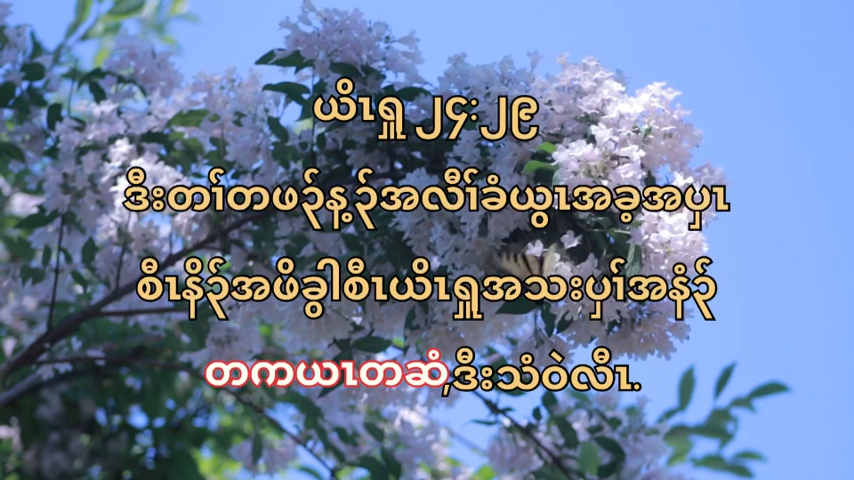 ယိၤရှူ ၂၄:၂၉
ဒီးတၢ်တဖၣ်န့ၣ်အလီၢ်ခံယွၤအခ့အပှၤ
စီၤနိၣ်အဖိခွါစီၤယိၤရှူအသးပှၢ်အနံၣ်
တကယၤတဆံ,ဒီးသံဝဲလီၤ.